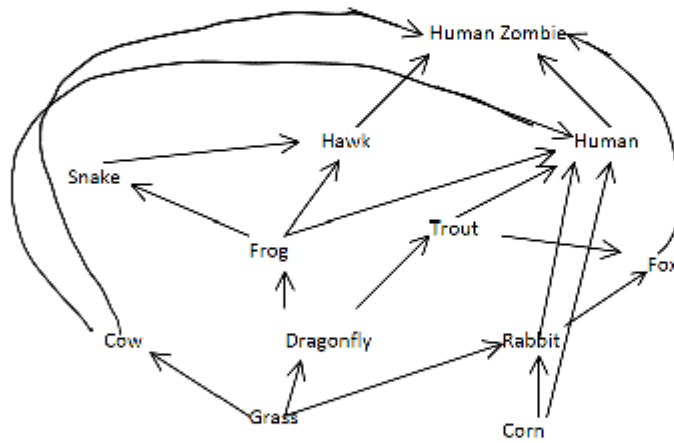 Human Zombie
Hawk
Human
Snake
Trout
Frog
Fox
Cow
Dragonfly
Rabbit
Grass
Corn